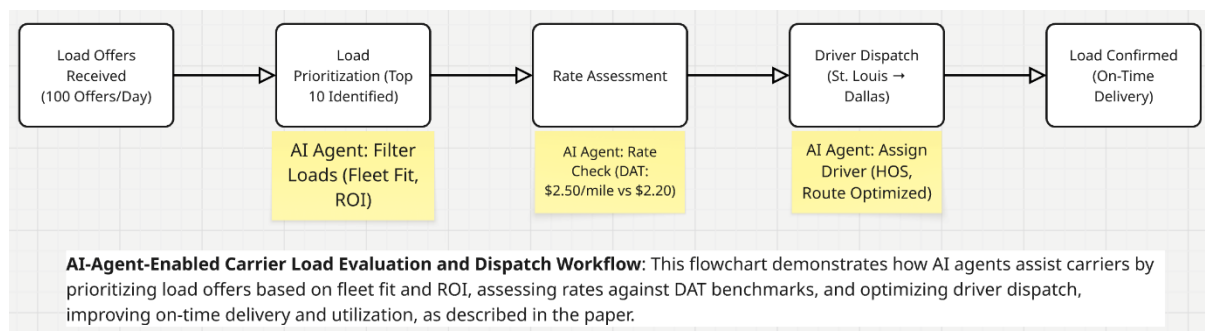 Load Offers
Received
(100 Offers/Day)
Load
Prioritization (Top
10 Identified)
Rate Assessment
Driver Dispatch
(St. Louis →
Dallas)
Load Confirmed
(On-Time
Delivery)
AI Agent: Filter
Loads (Fleet Fit,
ROI)
AI Agent: Rate
Check (DAT:
$2.50/mile vs $2.20)
AI Agent: Assign
Driver (HOS,
Route Optimized)
AI-Agent-Enabled Carrier Load Evaluation and Dispatch Workflow: This flowchart demonstrates how AI agents assist carriers by
prioritizing load offers based on fleet fit and ROI, assessing rates against DAT benchmarks, and optimizing driver dispatch,
improving on-time delivery and utilization, as described in the paper.